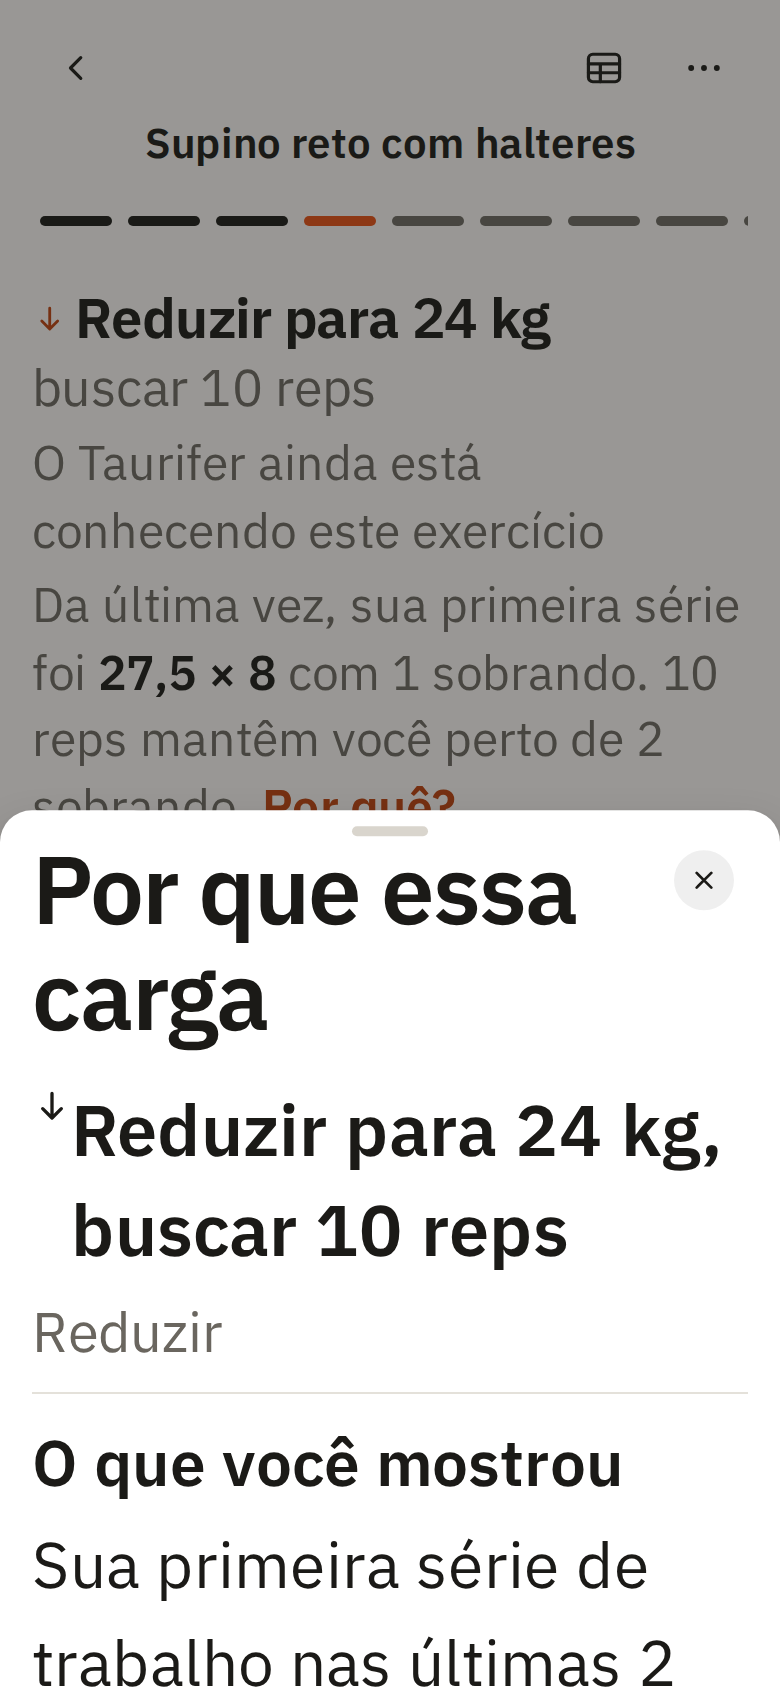 Supino reto com halteres
Reduzir para 24 kg
buscar 10 reps
O Taurifer ainda está
conhecendo este exercício
Da última vez, sua primeira série
foi 27,5 × 8 com 1 sobrando. 10
reps mantêm você perto de 2
sobrando. Por quê?
Por que essa
carga
Reduzir para 24 kg,
buscar 10 reps
Reduzir
O que você mostrou
Sua primeira série de
trabalho nas últimas 2